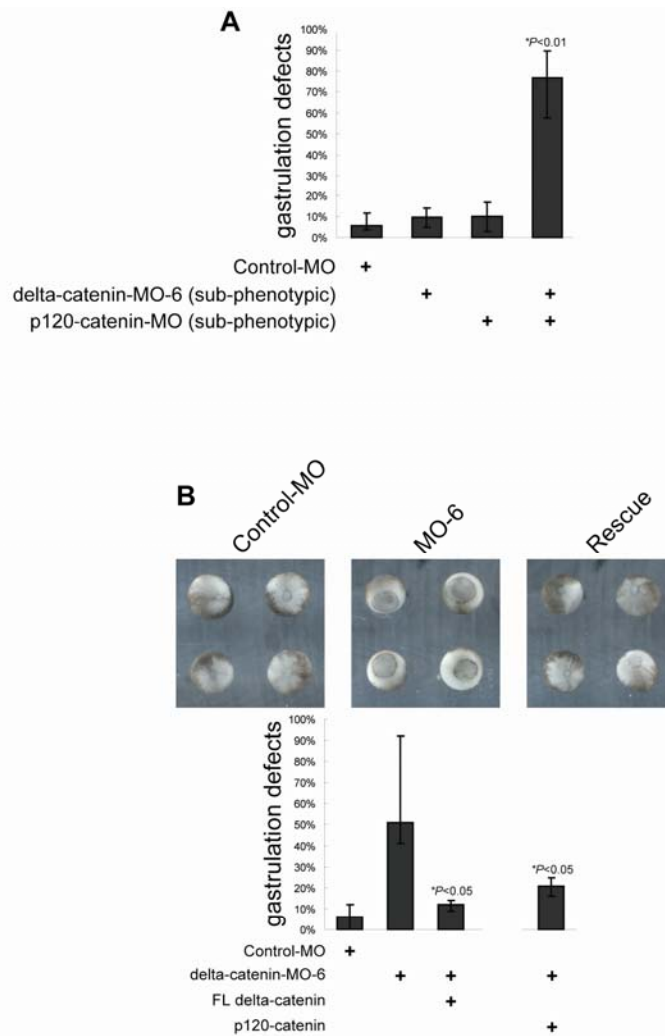 A
gastrulation defects
100%
90%
80%
70%
60%
50%
40%
30%
20%
10%
0%
*P<0.01
Control-MO +
delta-catenin-MO-6 (sub-phenotypic) + +
p120-catenin-MO (sub-phenotypic) + +
B
Control-MO
MO-6
Rescue
gastrulation defects
100%
90%
80%
70%
60%
50%
40%
30%
20%
10%
0%
*P<0.05
*P<0.05
Control-MO +
delta-catenin-MO-6 + + +
FL delta-catenin +
p120-catenin +